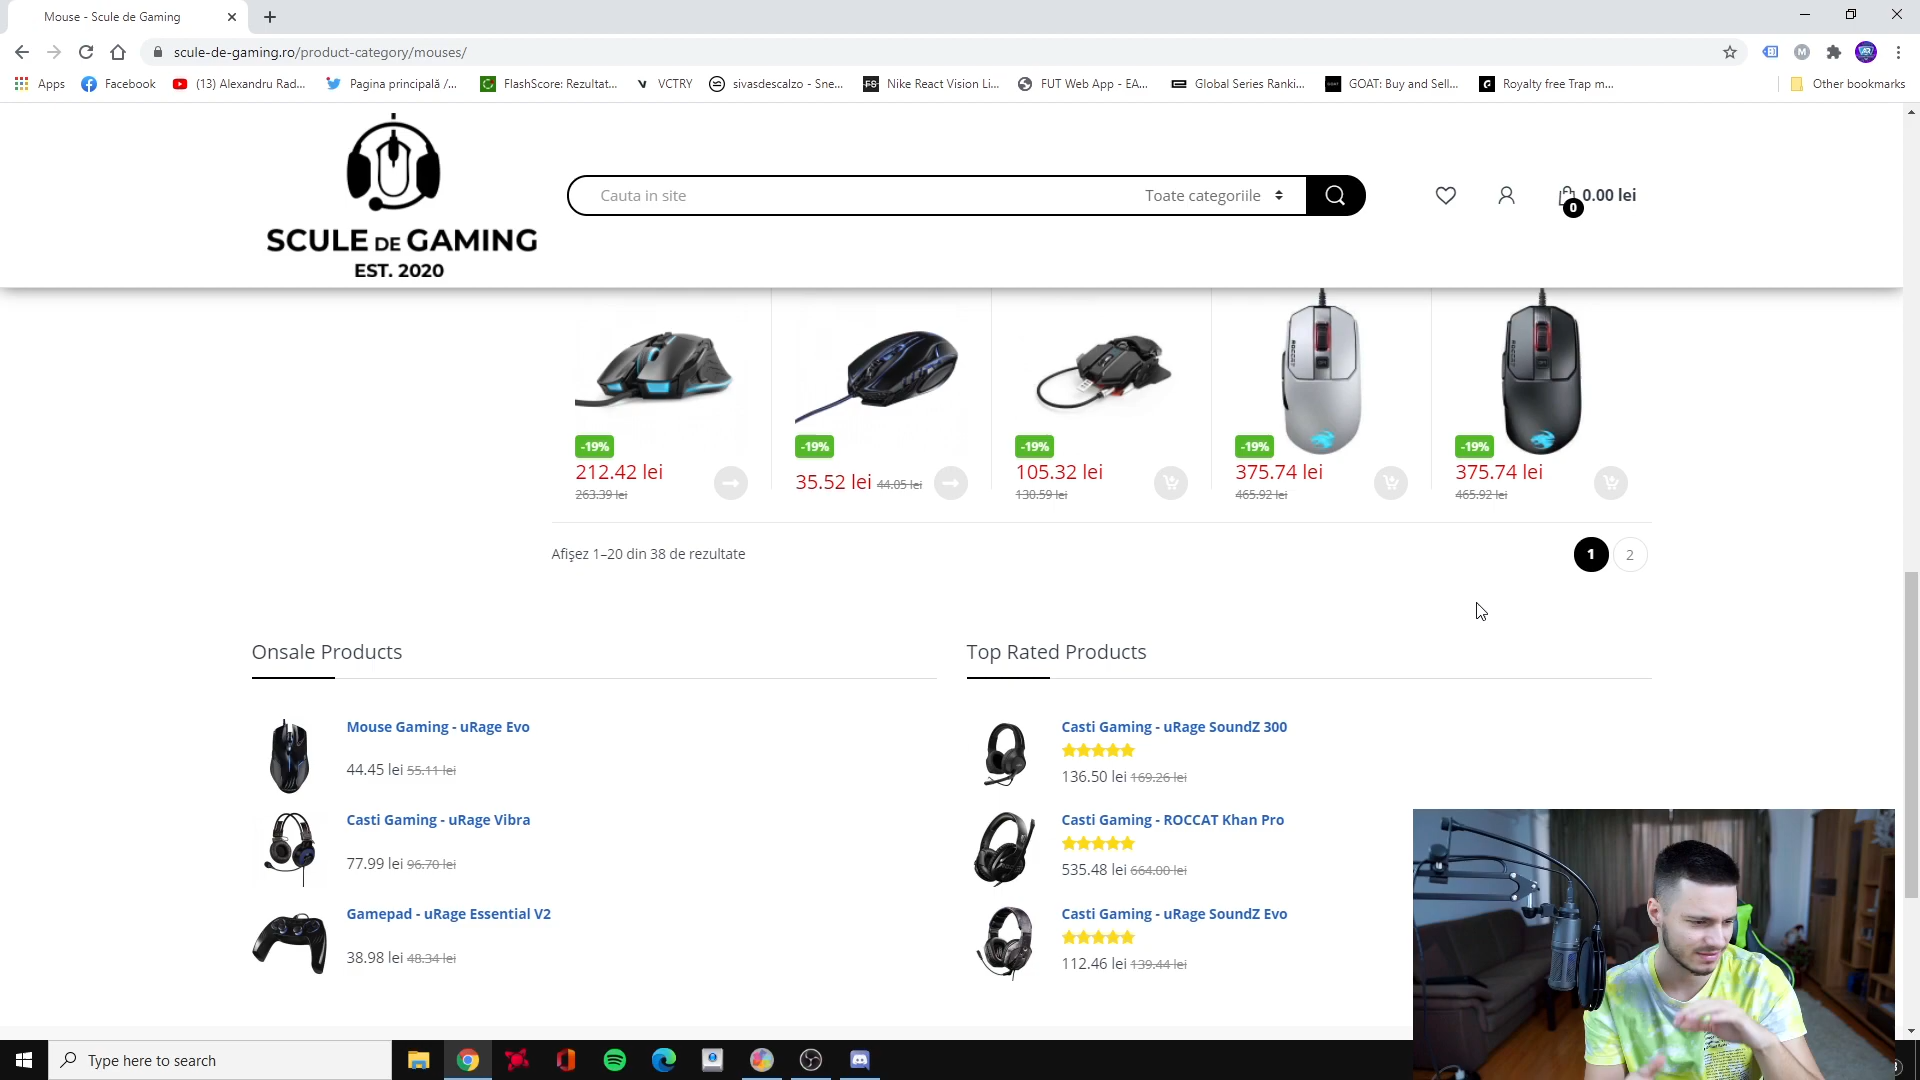 Mouse - Scule de Gaming
scule-de-gaming.ro/product-category/mouses/
Apps
Facebook
(13) Alexandru Rad...
Pagina principală /...
FlashScore: Rezultat...
VCTRY
sivasdescalzo - Sne...
Nike React Vision Li...
FUT Web App - EA...
Global Series Ranki...
GOAT: Buy and Sell...
Royalty free Trap m...
Other bookmarks
SCULE DE GAMING
EST. 2020
Cauta in site
Toate categoriile
0
0.00 lei
-19%
212.42 lei
263.39 lei
-19%
35.52 lei 44.05 lei
-19%
105.32 lei
130.59 lei
-19%
375.74 lei
465.92 lei
-19%
375.74 lei
465.92 lei
Afișez 1–20 din 38 de rezultate
1 2
Onsale Products
Mouse Gaming - uRage Evo
44.45 lei 55.11 lei
Casti Gaming - uRage Vibra
77.99 lei 96.70 lei
Gamepad - uRage Essential V2
38.98 lei 48.34 lei
Top Rated Products
Casti Gaming - uRage SoundZ 300
136.50 lei 169.26 lei
Casti Gaming - ROCCAT Khan Pro
535.48 lei 664.00 lei
Casti Gaming - uRage SoundZ Evo
112.46 lei 139.44 lei
Type here to search